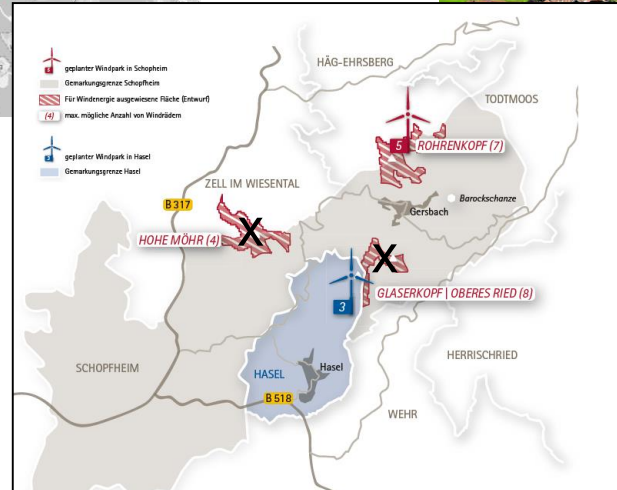 geplanter Windpark in Schopheim
Gemarkungsgrenze Schopfheim
Für Windenergie ausgewiesene Fläche (Entwurf)
(4) max. mögliche Anzahl von Windrädern
geplanter Windpark in Hasel
Gemarkungsgrenze Hasel
HÄG-EHRSBERG
TODTMOOS
5 ROHRENKOPF (7)
ZELL IM WIESENTAL
Barockschanze
B 317
Gersbach
HOHE MÖHR (4)
X
X
GLASERKOPF | OBERES RIED (8)
3
HERRISCHRIED
SCHOPFHEIM
HASEL
Hasel
B 518
WEHR